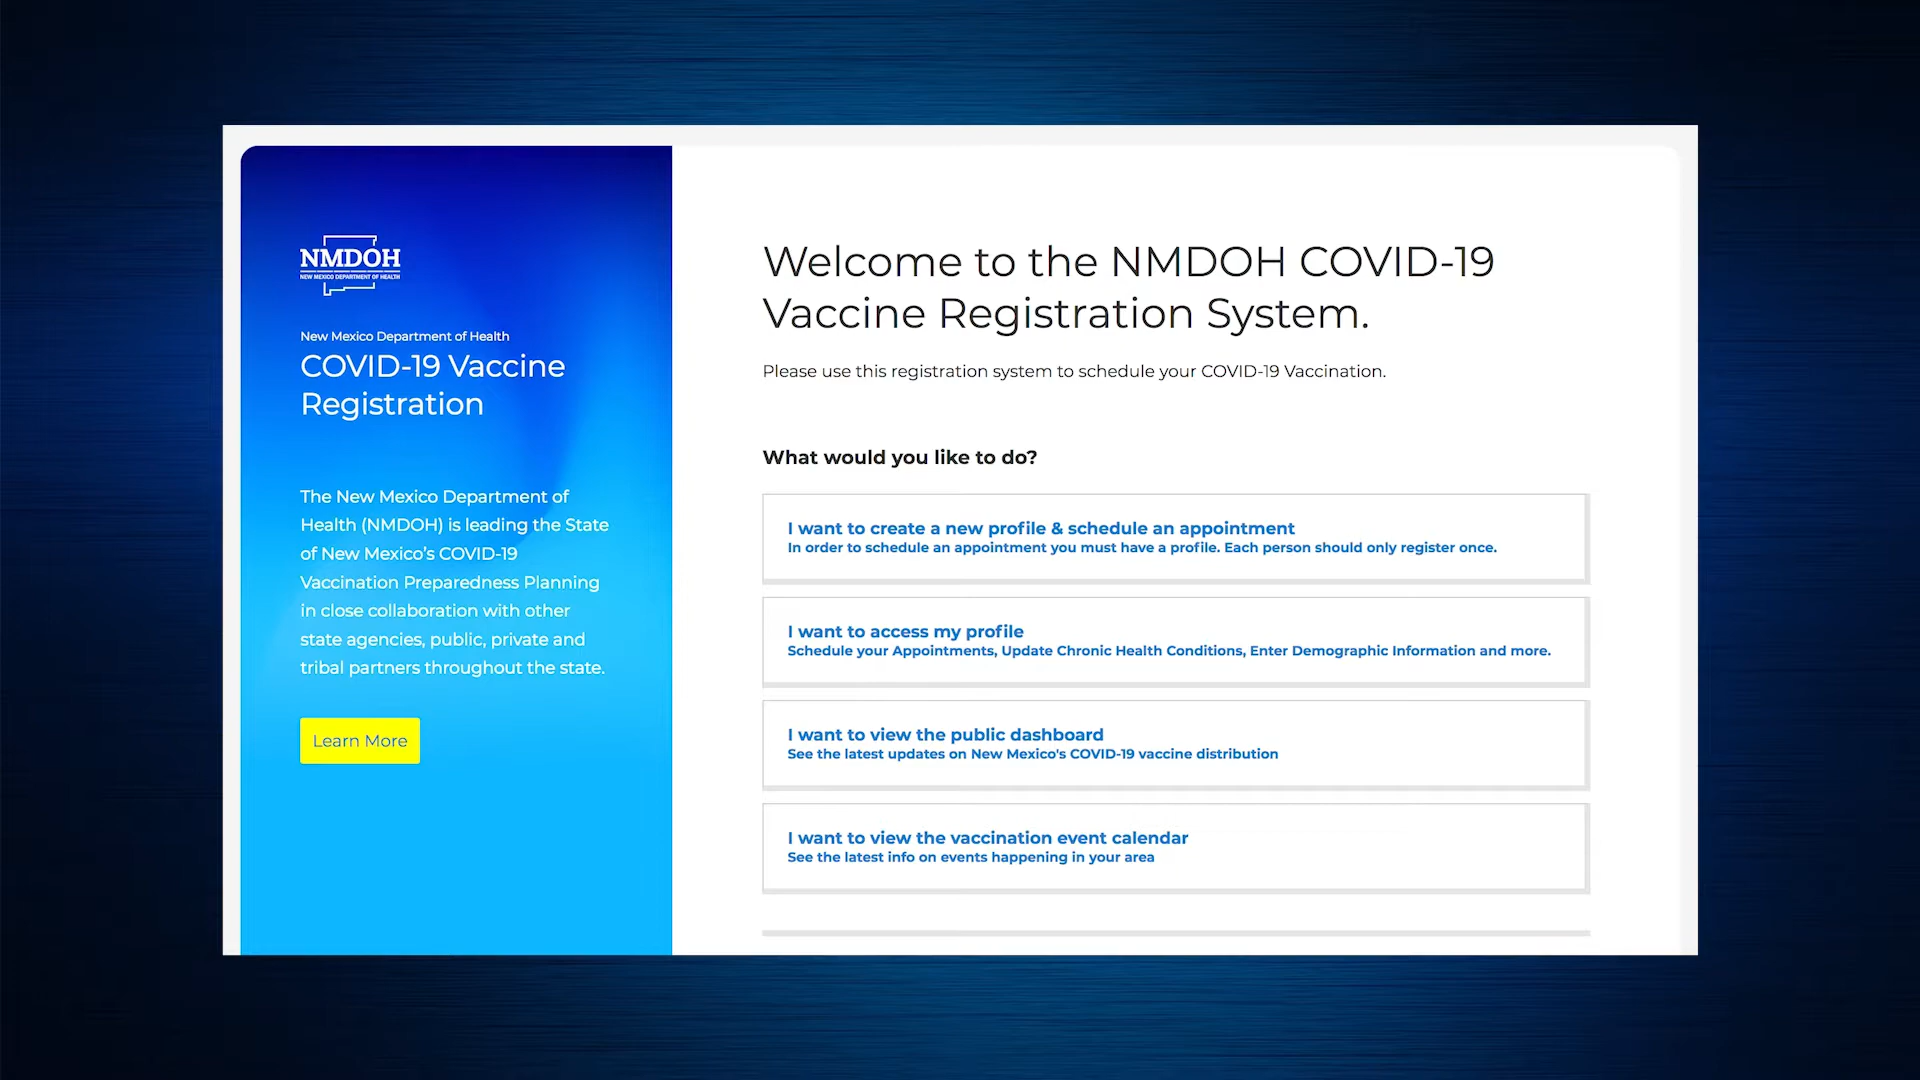 NMDOH
NEW MEXICO DEPARTMENT OF HEALTH
New Mexico Department of Health
COVID-19 Vaccine
Registration
The New Mexico Department of
Health (NMDOH) is leading the State
of New Mexico's COVID-19
Vaccination Preparedness Planning
in close collaboration with other
state agencies, public, private and
tribal partners throughout the state.
Learn More
Welcome to the NMDOH COVID-19
Vaccine Registration System.
Please use this registration system to schedule your COVID-19 Vaccination.
What would you like to do?
I want to create a new profile & schedule an appointment
In order to schedule an appointment you must have a profile. Each person should only register once.
I want to access my profile
Schedule your Appointments, Update Chronic Health Conditions, Enter Demographic Information and more.
I want to view the public dashboard
See the latest updates on New Mexico's COVID-19 vaccine distribution
I want to view the vaccination event calendar
See the latest info on events happening in your area